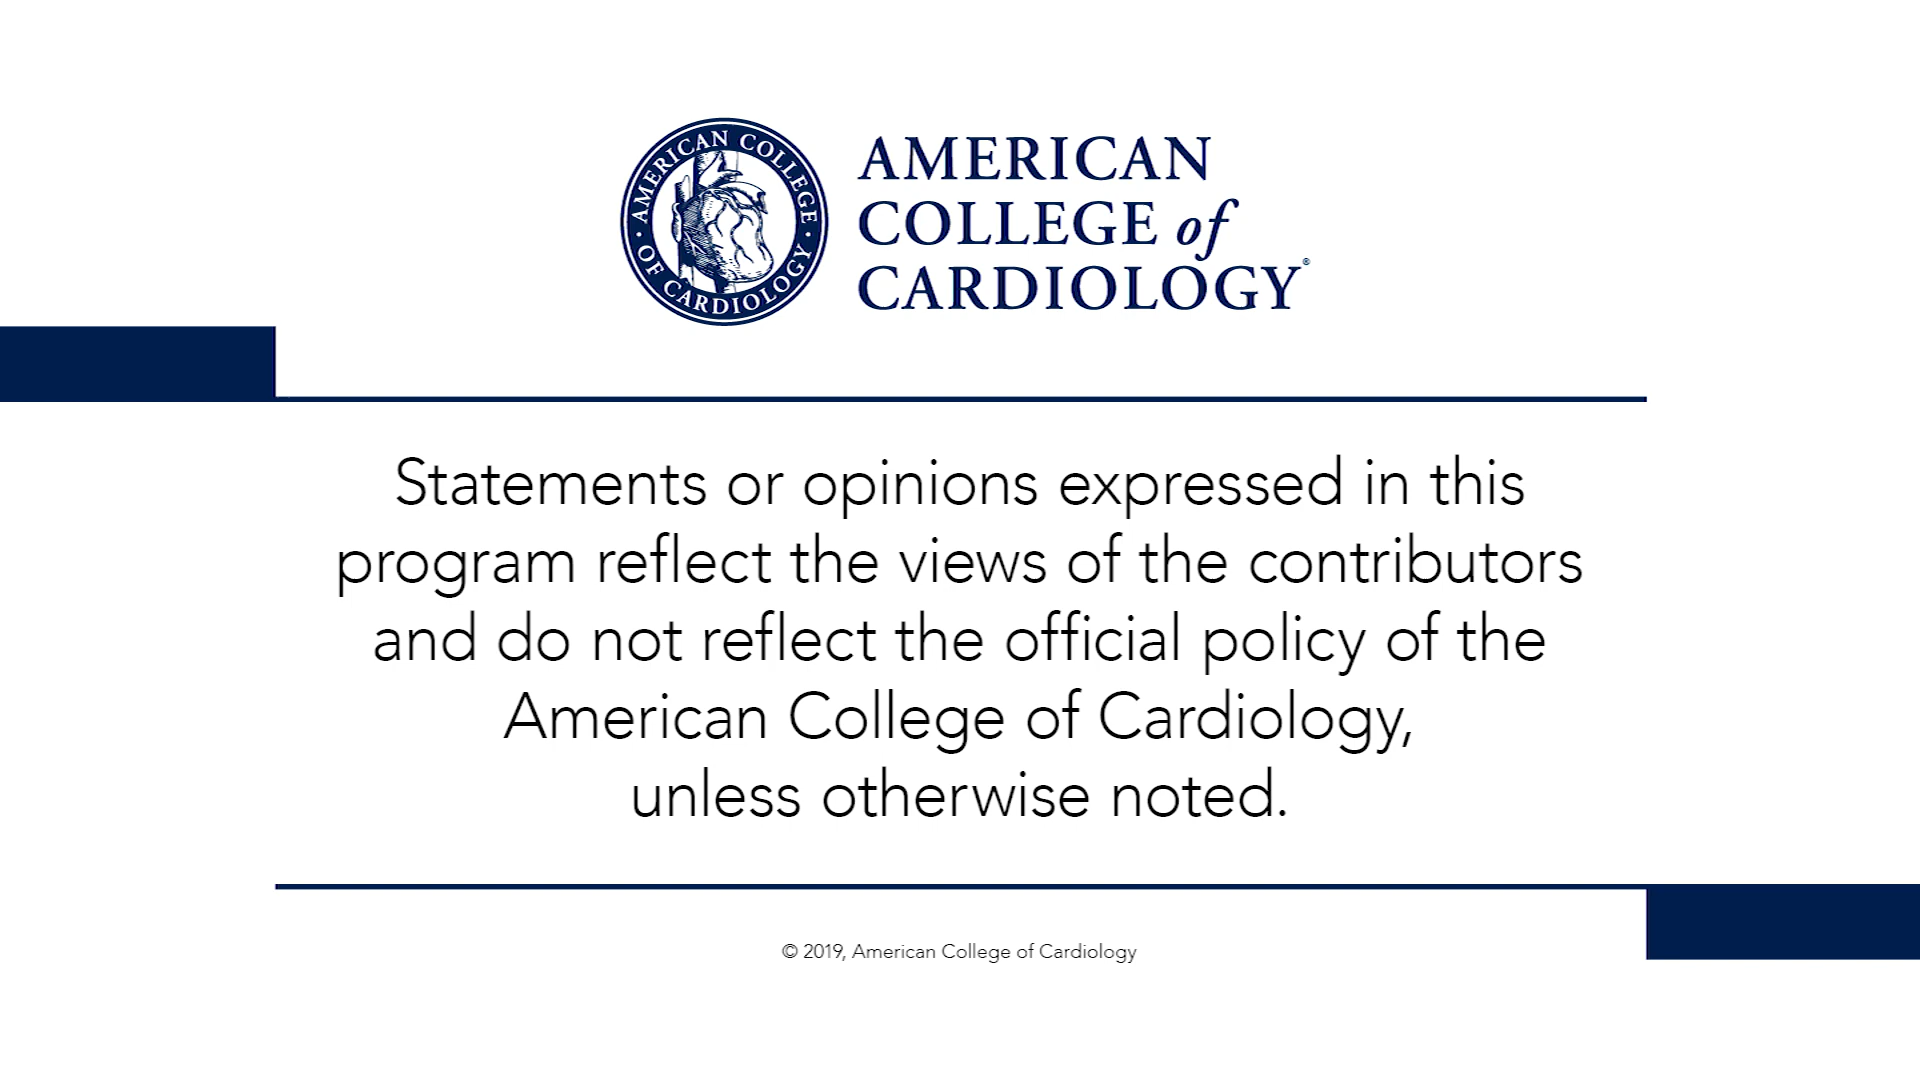 AMERICAN COLLEGE
· OF CARDIOLOGY ·
AMERICAN
COLLEGE of
CARDIOLOGY®
Statements or opinions expressed in this
program reflect the views of the contributors
and do not reflect the official policy of the
American College of Cardiology,
unless otherwise noted.
© 2019, American College of Cardiology